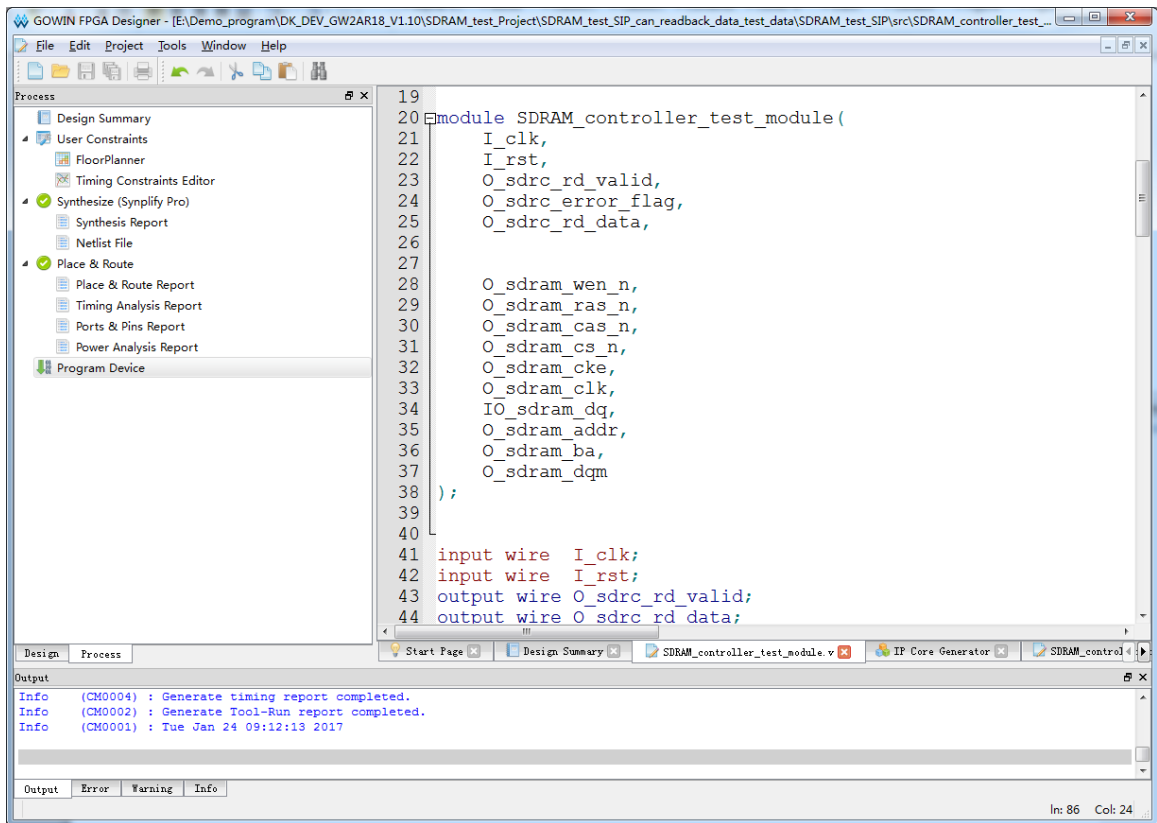 GOWIN FPGA Designer - [E:\Demo_program\DK_DEV_GW2AR18_V1.10\SDRAM_test_Project\SDRAM_test_SIP_can_readback_data_test_data\SDRAM_test_SIP\src\SDRAM_controller_test_...
File Edit Project Tools Window Help
Process
Design Summary
User Constraints
FloorPlanner
Timing Constraints Editor
Synthesize (Synplify Pro)
Synthesis Report
Netlist File
Place & Route
Place & Route Report
Timing Analysis Report
Ports & Pins Report
Power Analysis Report
Program Device
Design Process
19
20 module SDRAM_controller_test_module(
21 I_clk,
22 I_rst,
23 O_sdrc_rd_valid,
24 O_sdrc_error_flag,
25 O_sdrc_rd_data,
26
27
28 O_sdram_wen_n,
29 O_sdram_ras_n,
30 O_sdram_cas_n,
31 O_sdram_cs_n,
32 O_sdram_cke,
33 O_sdram_clk,
34 IO_sdram_dq,
35 O_sdram_addr,
36 O_sdram_ba,
37 O_sdram_dqm
38 );
39
40
41 input wire I_clk;
42 input wire I_rst;
43 output wire O_sdrc_rd_valid;
44 output wire O_sdrc_rd_data;
Start Page Design Summary SDRAM_controller_test_module.v IP Core Generator SDRAM_control
Output
Info (CM0004) : Generate timing report completed.
Info (CM0002) : Generate Tool-Run report completed.
Info (CM0001) : Tue Jan 24 09:12:13 2017
Output Error Warning Info
ln: 86 Col: 24